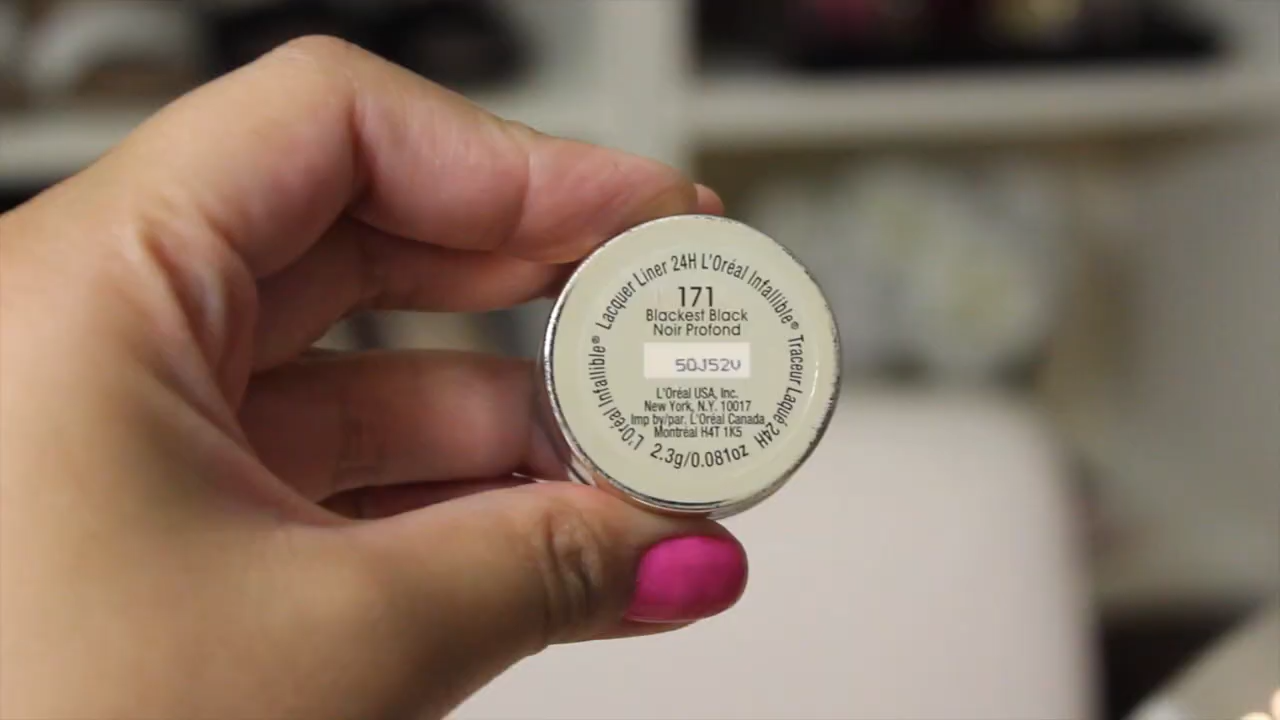 L'Oréal Infallible® Lacquer Liner 24H L'Oréal Infallible® Traceur Laqué 24H
171
Blackest Black
Noir Profond
5QJ52V
L'Oréal USA, Inc.
New York, N.Y. 10017
Imp by/par. L'Oréal Canada
Montréal H4T 1K5
2.3g/0.081oz